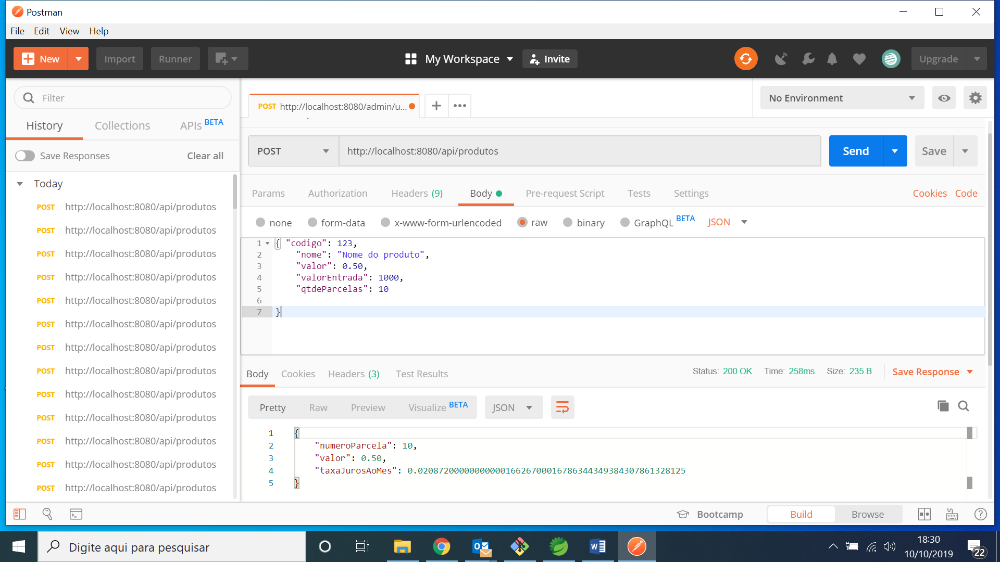 Postman
File Edit View Help
New Import Runner My Workspace Invite Upgrade
Filter
History Collections APIs BETA
Save Responses Clear all
Today
POST http://localhost:8080/api/produtos
POST http://localhost:8080/api/produtos
POST http://localhost:8080/api/produtos
POST http://localhost:8080/api/produtos
POST http://localhost:8080/api/produtos
POST http://localhost:8080/api/produtos
POST http://localhost:8080/api/produtos
POST http://localhost:8080/api/produtos
POST http://localhost:8080/api/produtos
POST http://localhost:8080/api/produtos
POST http://localhost:8080/api/produtos
POST http://localhost:8080/api/produtos
POST http://localhost:8080/api/produtos
POST http://localhost:8080/admin/u... No Environment
POST http://localhost:8080/api/produtos Send Save
Params Authorization Headers (9) Body Pre-request Script Tests Settings Cookies Code
none form-data x-www-form-urlencoded raw binary GraphQL BETA JSON
1 { "codigo": 123,
2 "nome": "Nome do produto",
3 "valor": 0.50,
4 "valorEntrada": 1000,
5 "qtdeParcelas": 10
6
7 }
Body Cookies Headers (3) Test Results Status: 200 OK Time: 258ms Size: 235 B Save Response
Pretty Raw Preview Visualize BETA JSON
1 {
2 "numeroParcela": 10,
3 "valor": 0.50,
4 "taxaJurosAoMes": 0.020872000000000001662670001678634434938430786132​8125
5 }
Bootcamp Build Browse
Digite aqui para pesquisar
18:30
10/10/2019
22